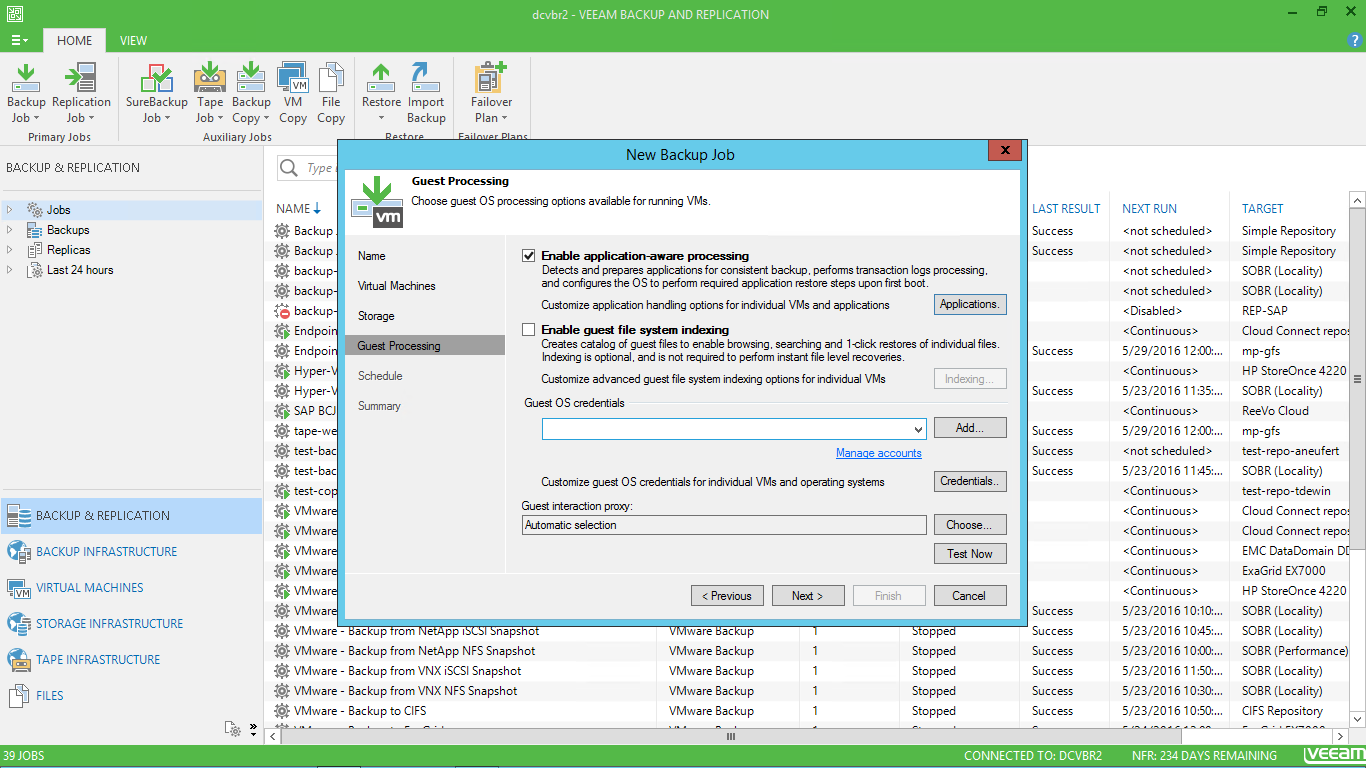 dcvbr2 - VEEAM BACKUP AND REPLICATION
HOME VIEW
Backup Job
Replication Job
SureBackup Job
Tape Job
Backup Copy
VM Copy
File Copy
Restore
Import Backup
Failover Plan
Primary Jobs
Auxiliary Jobs
Restore
Failover Plans
BACKUP & REPLICATION
Jobs
Backups
Replicas
Last 24 hours
BACKUP & REPLICATION
BACKUP INFRASTRUCTURE
VIRTUAL MACHINES
STORAGE INFRASTRUCTURE
TAPE INFRASTRUCTURE
FILES
Type
NAME LAST RESULT NEXT RUN TARGET
Backup Success <not scheduled> Simple Repository
Backup Success <not scheduled> Simple Repository
backup- <not scheduled> SOBR (Locality)
backup- <not scheduled> SOBR (Locality)
backup- <Disabled> REP-SAP
Endpoin <Continuous> Cloud Connect repos
Endpoin Success 5/29/2016 12:00:... mp-gfs
Hyper-V <Continuous> HP StoreOnce 4220
Hyper-V Success 5/23/2016 11:35:... SOBR (Locality)
SAP BCJ <Continuous> ReeVo Cloud
tape-we Success 5/29/2016 12:00:... mp-gfs
test-bac Success <not scheduled> test-repo-aneufert
test-bac Success 5/23/2016 11:45:... SOBR (Locality)
test-cop <Continuous> test-repo-tdewin
VMware <Continuous> Cloud Connect repos
VMware <Continuous> Cloud Connect repos
VMware <Continuous> EMC DataDomain DD
VMware <Continuous> ExaGrid EX7000
VMware <Continuous> HP StoreOnce 4220
VMware Success 5/23/2016 10:10:... SOBR (Locality)
VMware - Backup from NetApp iSCSI Snapshot VMware Backup 1 Stopped Success 5/23/2016 10:45:... SOBR (Locality)
VMware - Backup from NetApp NFS Snapshot VMware Backup 1 Stopped Success 5/23/2016 10:00:... SOBR (Performance)
VMware - Backup from VNX iSCSI Snapshot VMware Backup 1 Stopped Success 5/23/2016 11:50:... SOBR (Locality)
VMware - Backup from VNX NFS Snapshot VMware Backup 1 Stopped Success 5/23/2016 10:30:... SOBR (Locality)
VMware - Backup to CIFS VMware Backup 1 Stopped Success 5/23/2016 10:50:... CIFS Repository
New Backup Job
vm
Guest Processing
Choose guest OS processing options available for running VMs.
Name
Virtual Machines
Storage
Guest Processing
Schedule
Summary
Enable application-aware processing
Detects and prepares applications for consistent backup, performs transaction logs processing,
and configures the OS to perform required application restore steps upon first boot.
Customize application handling options for individual VMs and applications Applications.
Enable guest file system indexing
Creates catalog of guest files to enable browsing, searching and 1-click restores of individual files.
Indexing is optional, and is not required to perform instant file level recoveries.
Customize advanced guest file system indexing options for individual VMs Indexing...
Guest OS credentials
Add...
Manage accounts
Customize guest OS credentials for individual VMs and operating systems Credentials..
Guest interaction proxy:
Automatic selection Choose...
Test Now
< Previous Next > Finish Cancel
39 JOBS CONNECTED TO: DCVBR2 NFR: 234 DAYS REMAINING veeam